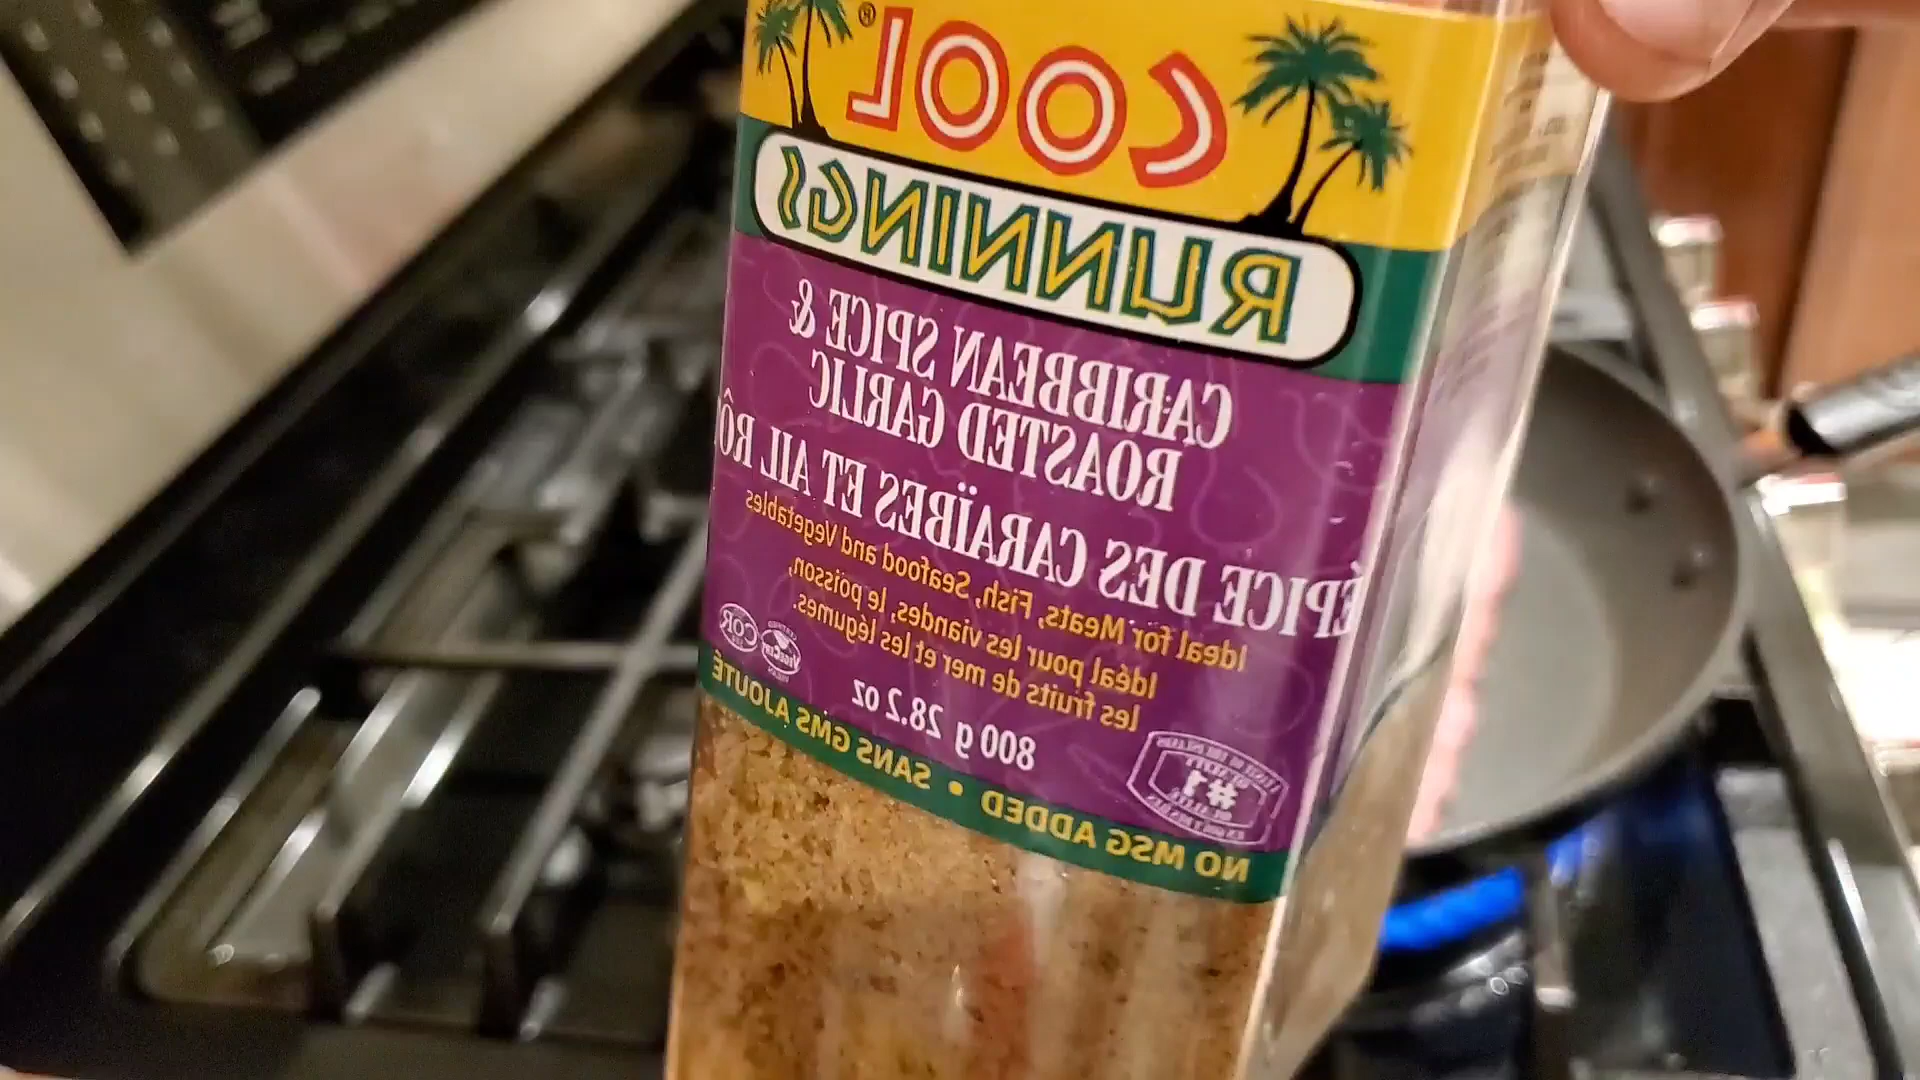 COOL®
RUNNINGS
CARIBBEAN SPICE &
ROASTED GARLIC
ÉPICE DES CARAÏBES ET AIL RÔ
Ideal for Meats, Fish, Seafood and Vegetables
Idéal pour les viandes, le poisson,
les fruits de mer et les légumes.
COR
800 g 28.2 oz
#1
NO MSG ADDED • SANS GMS AJOUTÉ